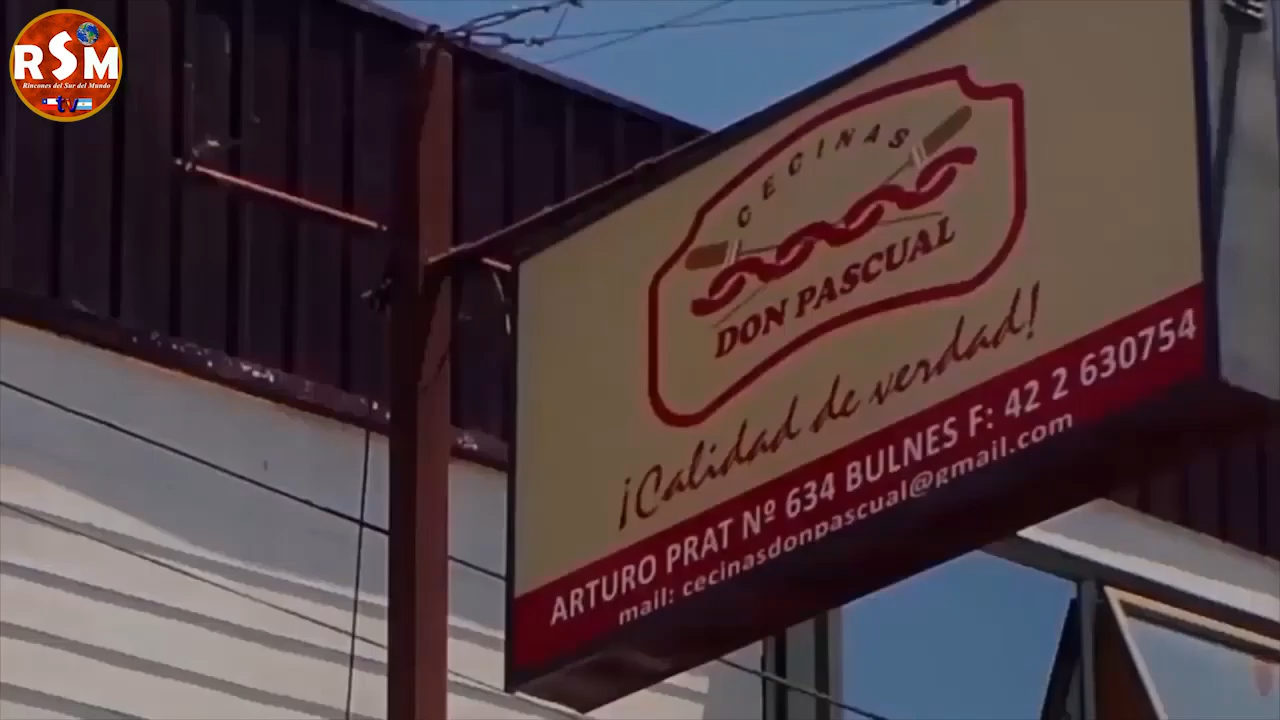 RSM
Rincones del Sur del Mundo
tv
CECINAS
DON PASCUAL
¡Calidad de verdad!
ARTURO PRAT Nº 634 BULNES F: 42 2 630754
mail: cecinasdonpascual@gmail.com